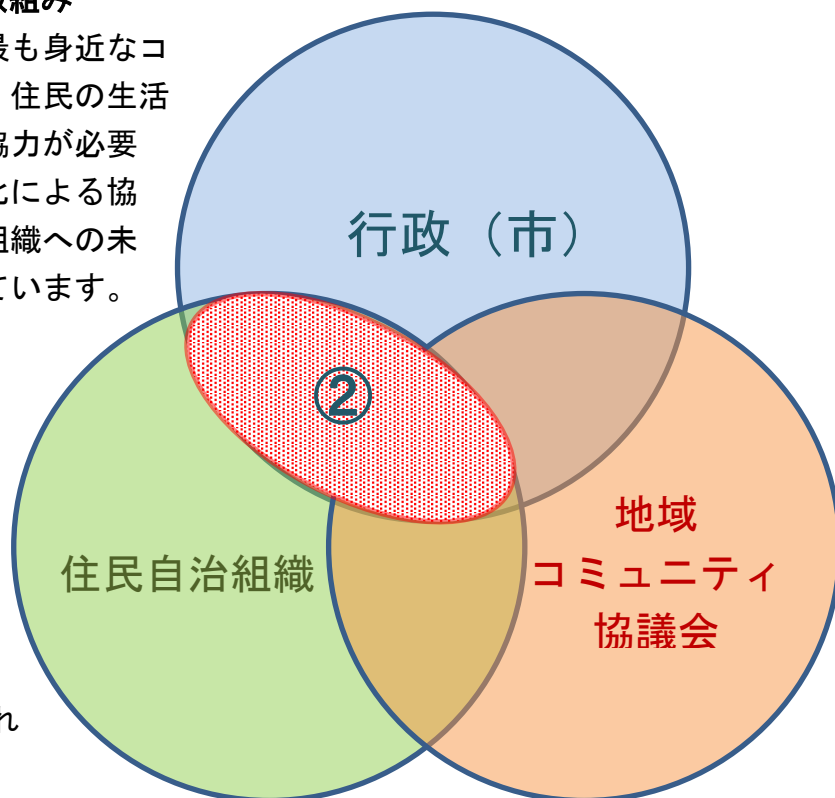 組み
最も身近なコ
住民の生活
協力が必要
による協
組織への未
ています。
行政（市）
②
住民自治組織
地域
コミュニティ
協議会
れ